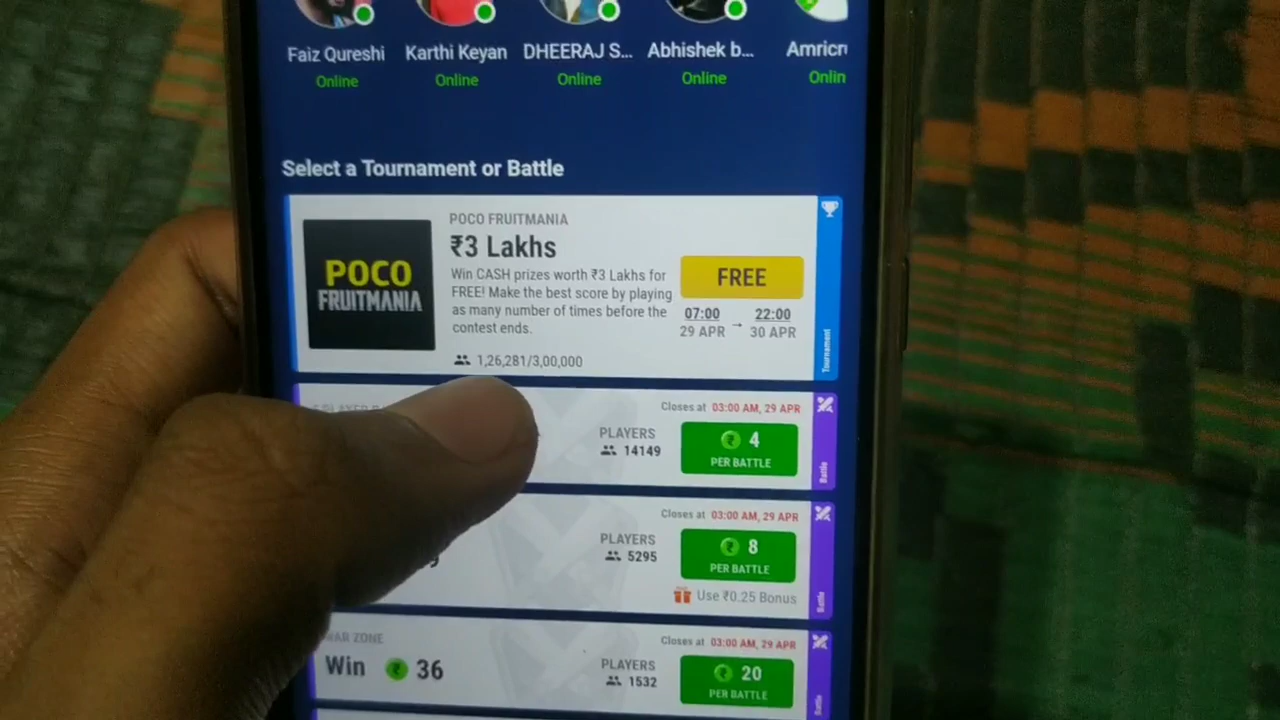 Faiz Qureshi
Karthi Keyan
DHEERAJ S...
Abhishek b...
Online
Online
Online
Online
Select a Tournament or Battle
POCO
FRUITMANIA
POCO FRUITMANIA
₹3 Lakhs
Win CASH prizes worth ₹3 Lakhs for
FREE! Make the best score by playing
as many number of times before the
contest ends.
1,26,281/3,00,000
FREE
07:00 → 22:00
29 APR 30 APR
Tournament
Closes at 03:00 AM, 29 APR
PLAYERS
14149
₹ 4
PER BATTLE
Battle
Closes at 03:00 AM, 29 APR
PLAYERS
5295
₹ 8
PER BATTLE
Use ₹0.25 Bonus
Battle
ZONE
Win ₹ 36
Closes at 03:00 AM, 29 APR
PLAYERS
1532
₹ 20
PER BATTLE
Battle